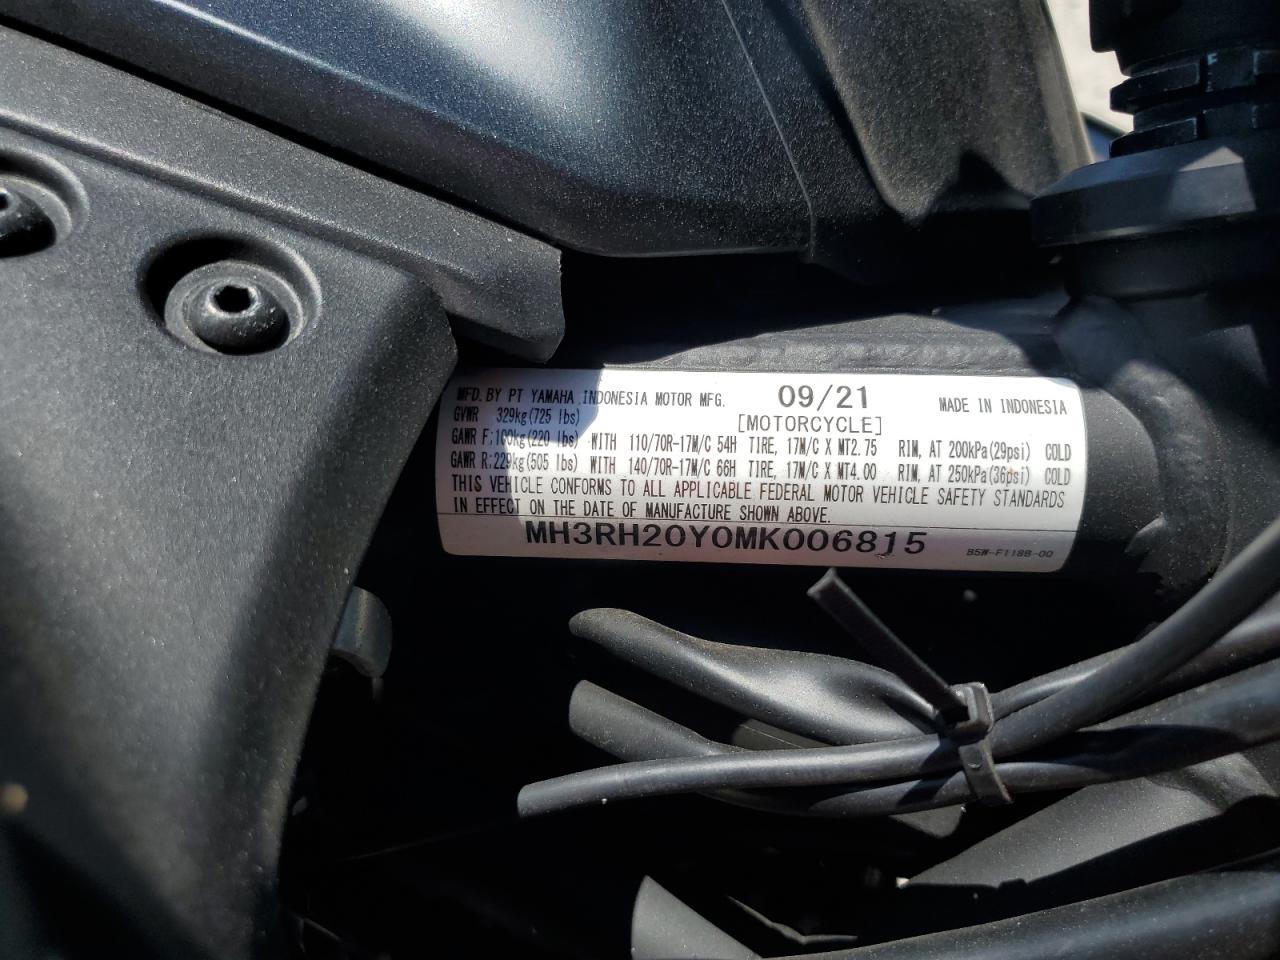 MFD. BY PT YAMAHA INDONESIA MOTOR MFG. 09/21 MADE IN INDONESIA
GVWR 329kg(725 lbs) [MOTORCYCLE]
GAWR F:100kg(220 lbs) WITH 110/70R-17M/C 54H TIRE, 17M/C X MT2.75 RIM, AT 200kPa(29psi) COLD
GAWR R:229kg(505 lbs) WITH 140/70R-17M/C 66H TIRE, 17M/C X MT4.00 RIM, AT 250kPa(36psi) COLD
THIS VEHICLE CONFORMS TO ALL APPLICABLE FEDERAL MOTOR VEHICLE SAFETY STANDARDS
IN EFFECT ON THE DATE OF MANUFACTURE SHOWN ABOVE.
MH3RH20Y0MK006815 B5W-F118B-00